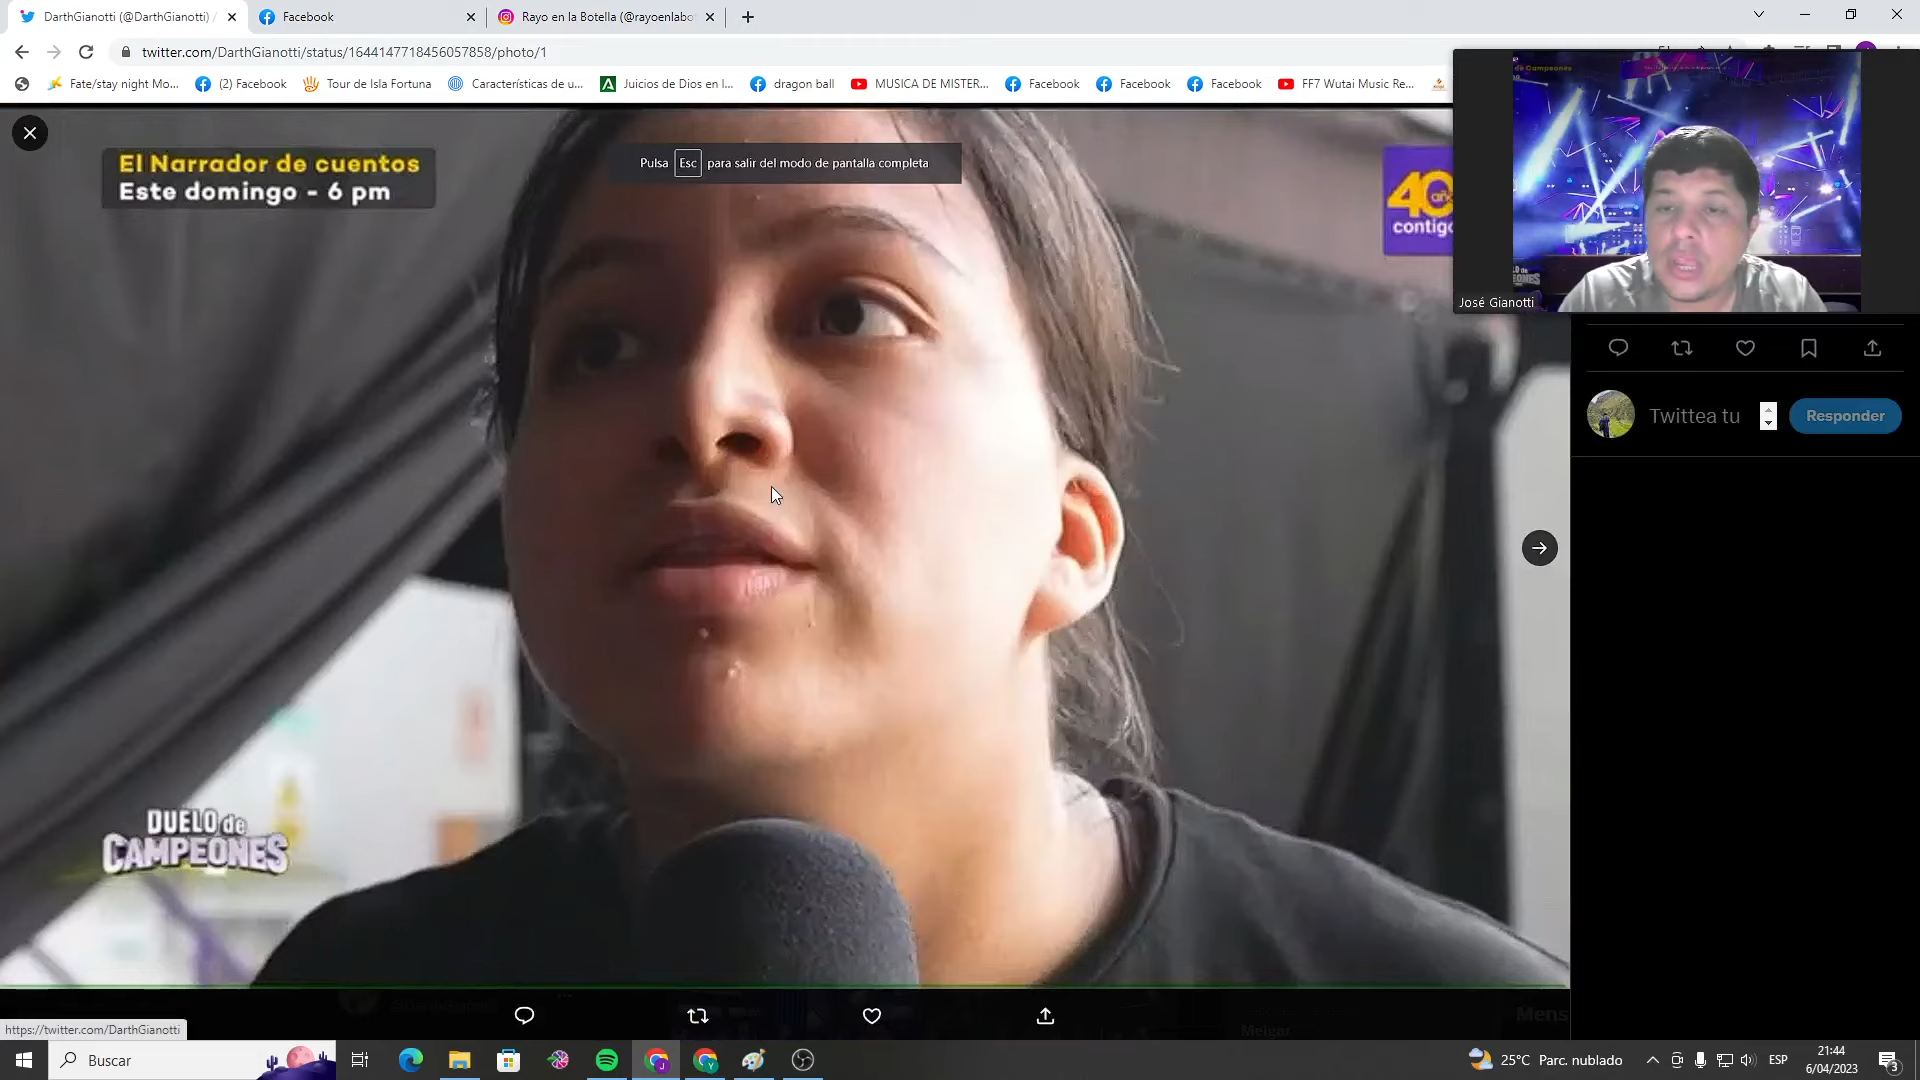 DarthGianotti (@DarthGianotti) /
Facebook
Rayo en la Botella (@rayoenlabo
twitter.com/DarthGianotti/status/1644147718456057858/photo/1
Fate/stay night Mo...
(2) Facebook
Tour de Isla Fortuna
Características de u...
Juicios de Dios en l...
dragon ball
MUSICA DE MISTER...
Facebook
Facebook
Facebook
FF7 Wutai Music Re...
El Narrador de cuentos
Este domingo - 6 pm
Pulsa Esc para salir del modo de pantalla completa
40 años
contigo
José Gianotti
Twittea tu
Responder
DUELO de
CAMPEONES
https://twitter.com/DarthGianotti
Buscar
25°C Parc. nublado
ESP
21:44
6/04/2023
3